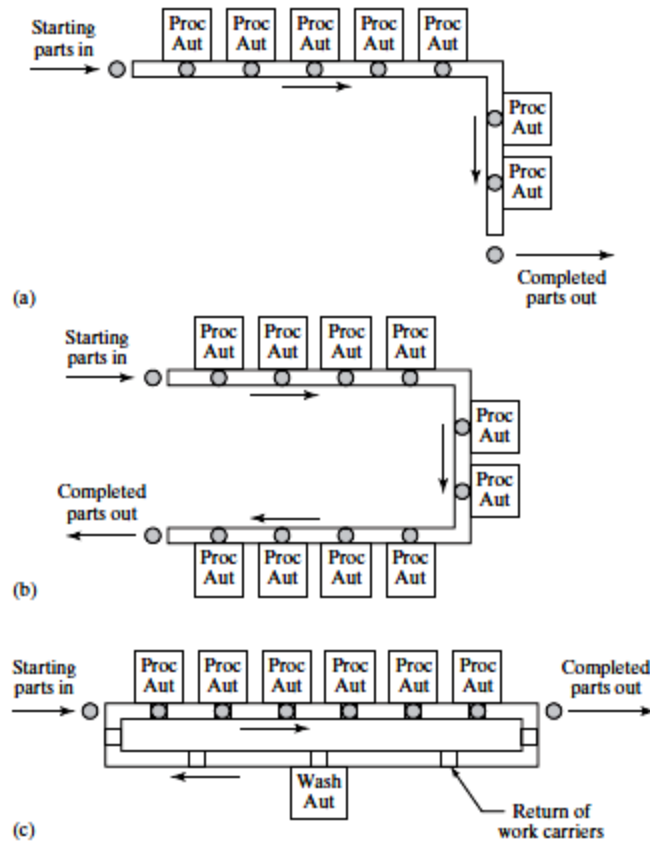 Starting
parts in
Proc
Aut
Proc
Aut
Proc
Aut
Proc
Aut
Proc
Aut
Proc
Aut
Proc
Aut
Completed
parts out
(a)
Starting
parts in
Proc
Aut
Proc
Aut
Proc
Aut
Proc
Aut
Proc
Aut
Proc
Aut
Completed
parts out
Proc
Aut
Proc
Aut
Proc
Aut
Proc
Aut
(b)
Starting
parts in
Proc
Aut
Proc
Aut
Proc
Aut
Proc
Aut
Proc
Aut
Proc
Aut
Completed
parts out
Wash
Aut
Return of
work carriers
(c)